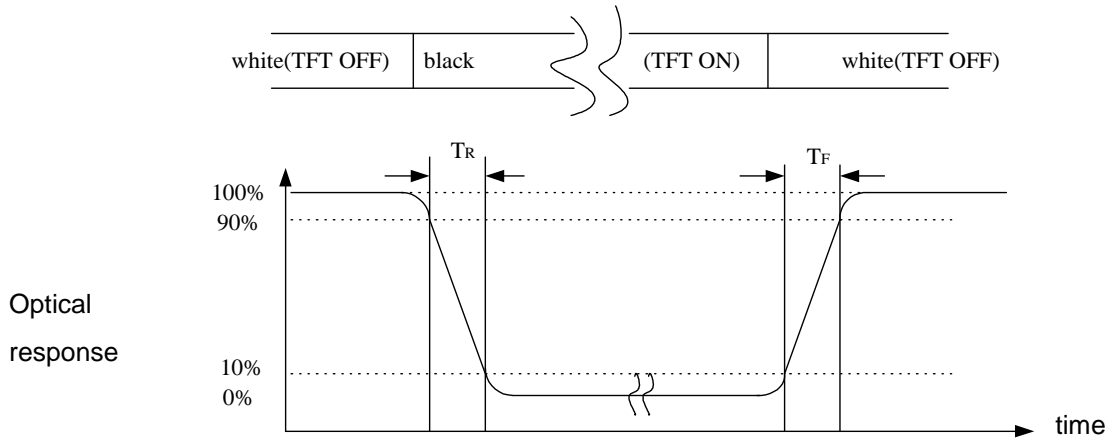 white(TFT OFF) black (TFT ON) white(TFT OFF)
TR TF
100%
90%
Optical
response
10%
0%
time